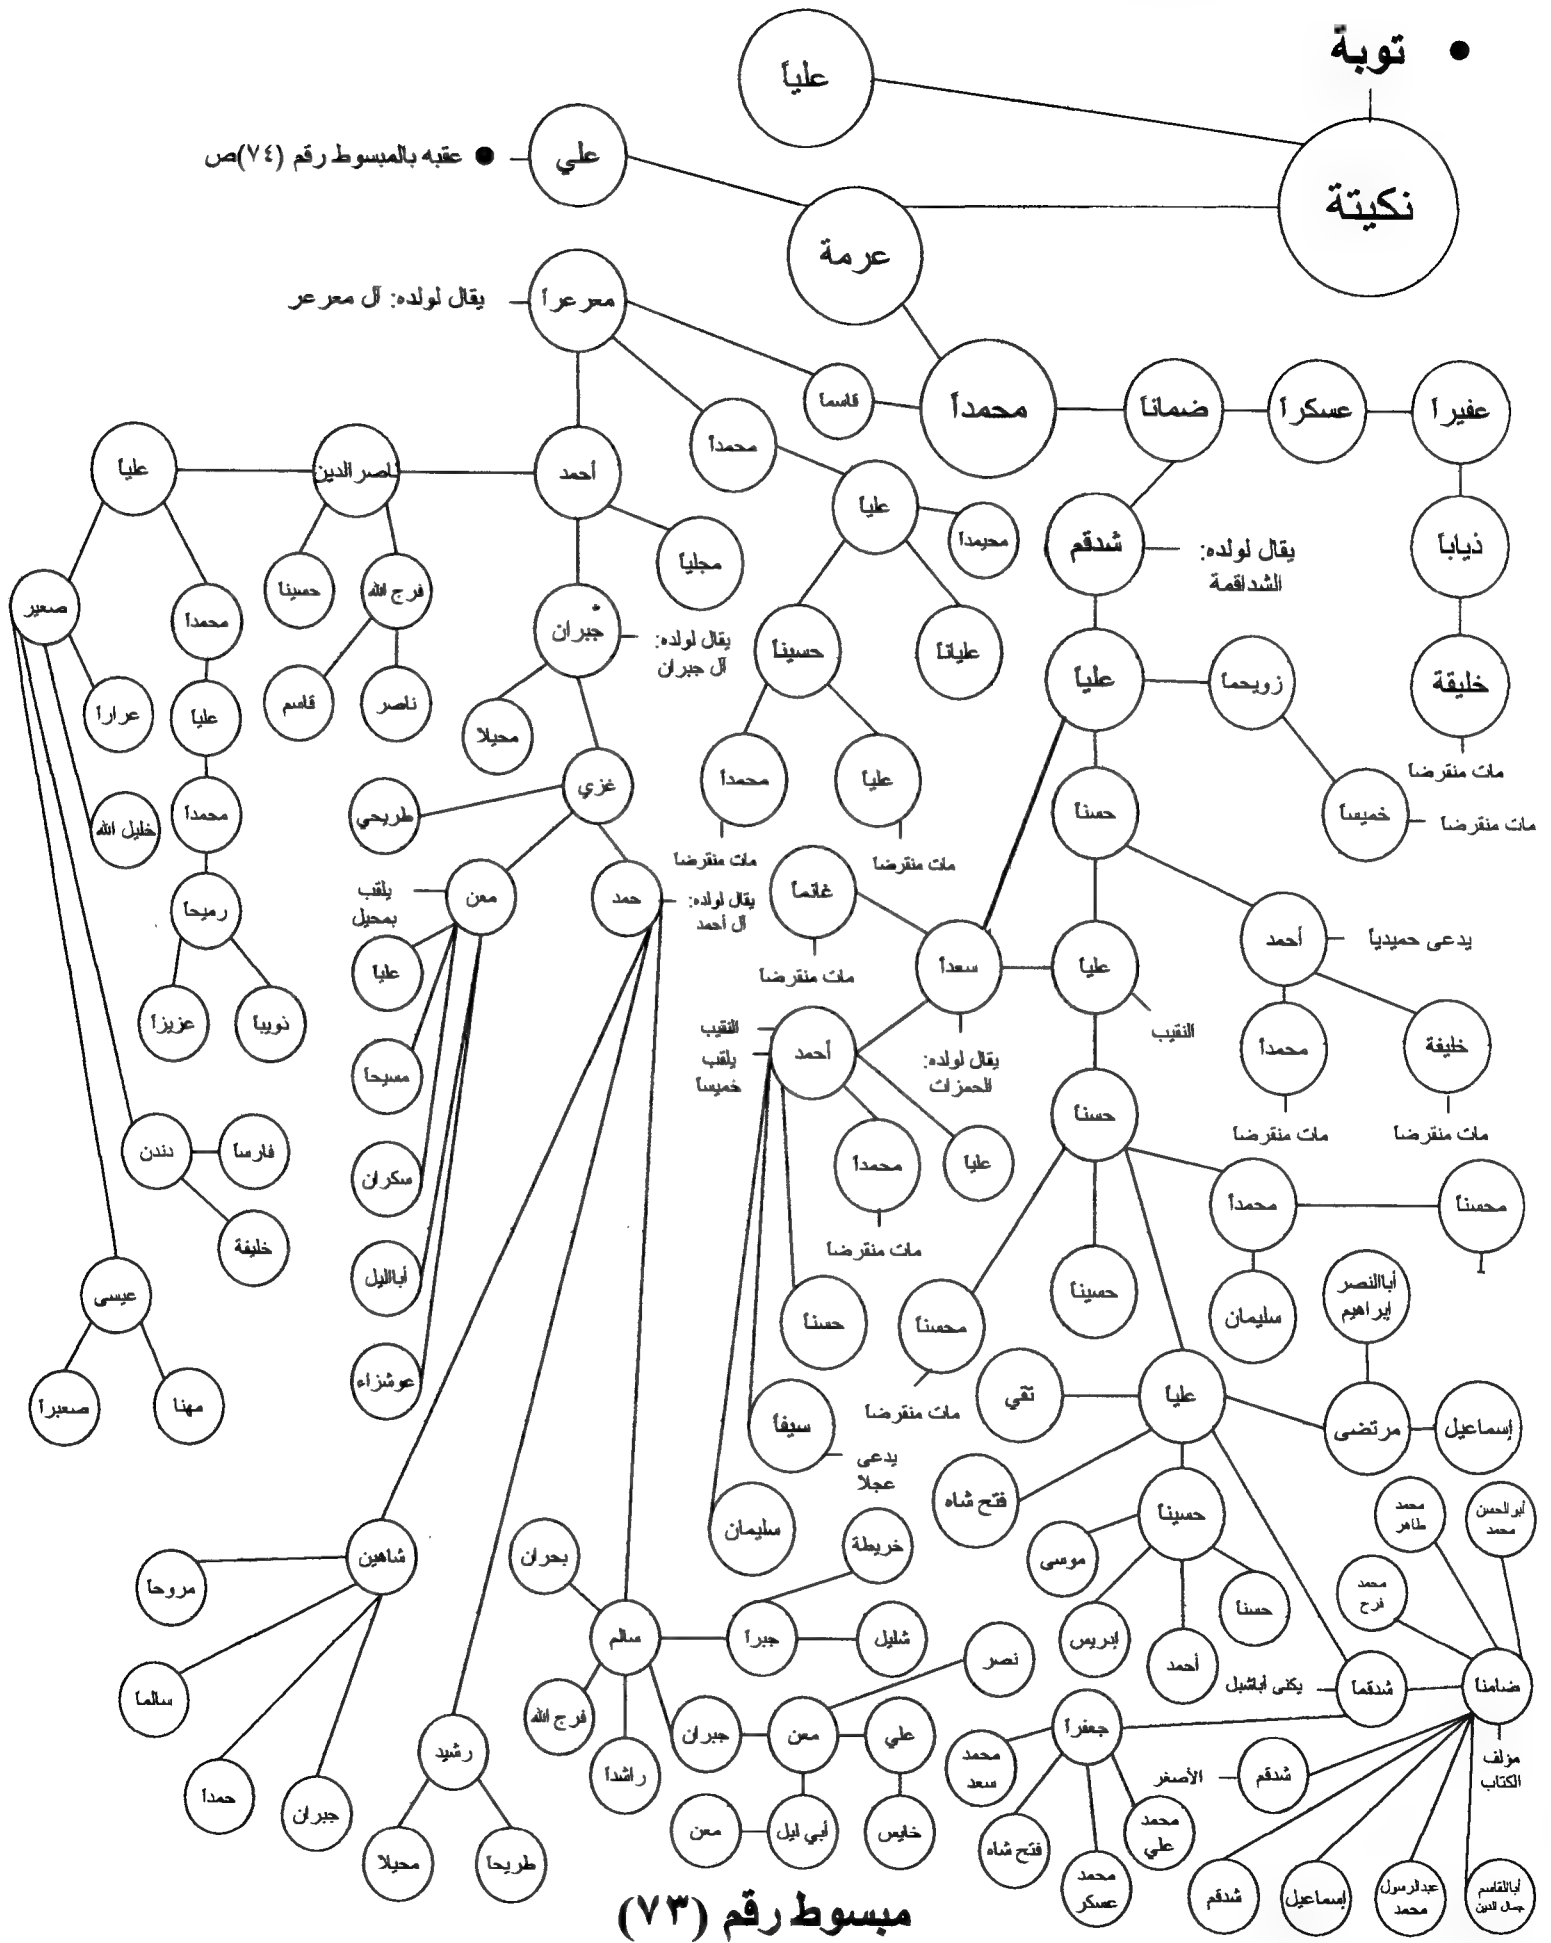 • توبة
علياً
علي
● عقبه بالمبسوط رقم (٧٤)ص
نكيتة
عرمة
معرعراً
يقال لولده: آل معرعر
قاسماً
محمداً
ضماناً
عسكراً
عفيراً
محمداً
أحمد
ناصر الدين
علياً
علياً
محيمداً
شدقم
يقال لولده:
الشداقمة
ذياباً
مجلياً
فرج الله
حسيناً
صعير
محمداً
جبران
يقال لولده:
آل جبران
حسيناً
علياناً
علياً
زويحماً
خليقة
مات منقرضاً
ناصر
قاسم
علياً
عراراً
محيلا
غزي
طريحي
محمداً
علياً
مات منقرضاً
مات منقرضاً
حسناً
خميساً
مات منقرضاً
محمداً
خليل الله
معن
يلقب
بمحيل
حمد
يقال لولده:
آل أحمد
غانماً
مات منقرضاً
رميحاً
علياً
سعداً
علياً
النقيب
أحمد
يدعى حميدياً
نويباً
عزيزاً
مسيحاً
النقيب
يلقب
خميساً
أحمد
يقال لولده:
الحمزات
محمداً
مات منقرضاً
خليفة
مات منقرضاً
حسناً
دندن
فارساً
خليفة
سكران
محمداً
مات منقرضاً
علياً
محمداً
محسناً
أبااليل
عيسى
حسناً
محسناً
مات منقرضاً
حسيناً
سليمان
أباالنصر
إبراهيم
عوشزاء
صعبراً
مهنا
سيفاً
يدعى
عجلا
تقي
علياً
مرتضى
إسماعيل
سليمان
فتح شاه
حسيناً
محمد
طاهر
أبوالحسن
محمد
شاهين
مروحاً
بحران
خريطة
موسى
حسناً
محمد
فرح
سالم
جبراً
شليل
إدريس
أحمد
نصر
يكنى أباشبل
شدقماً
ضامنا
مؤلف
الكتاب
سالماً
فرج الله
جبران
معن
علي
جعفراً
محمد
سعد
رشيد
راشداً
الأصغر
شدقم
حمداً
جبران
معن
أبي ليل
خايس
فتح شاه
محمد
علي
محيلا
طريحاً
محمد
عسكر
شدقم
إسماعيل
عبدالرسول
محمد
أباالقاسم
جمال الدين
مبسوط رقم (٧٣)